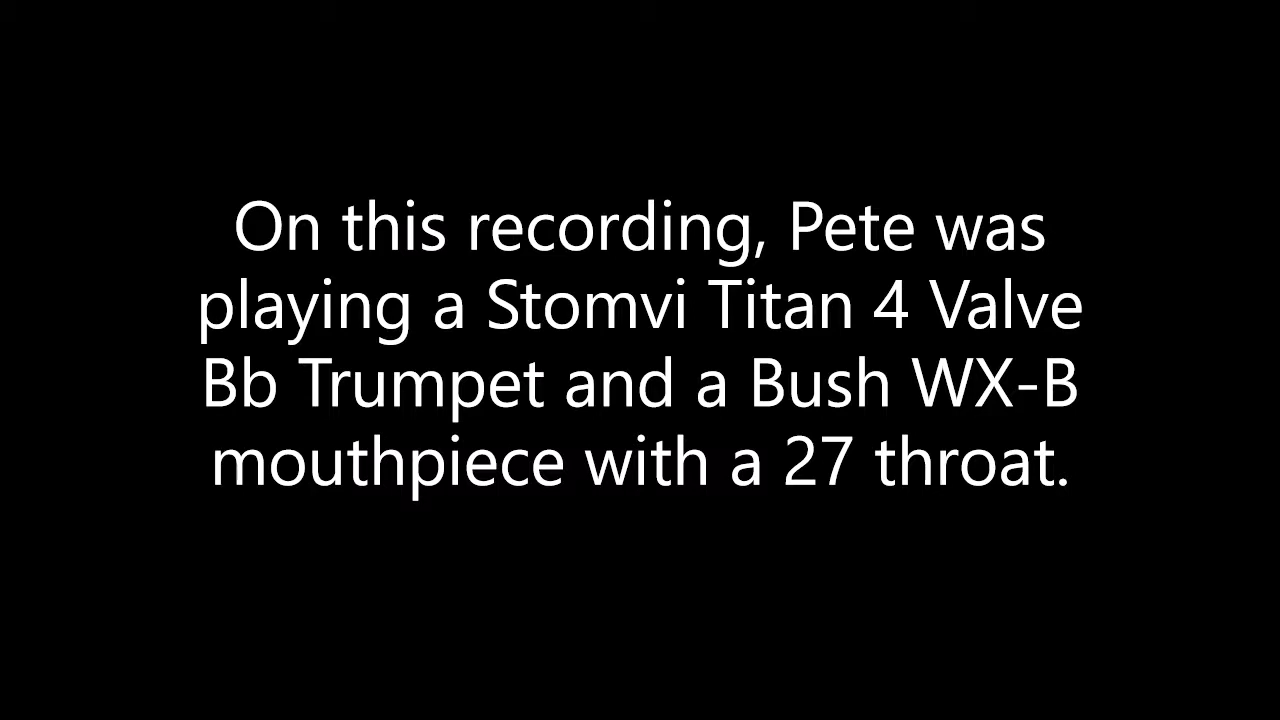 On this recording, Pete was
playing a Stomvi Titan 4 Valve
Bb Trumpet and a Bush WX-B
mouthpiece with a 27 throat.